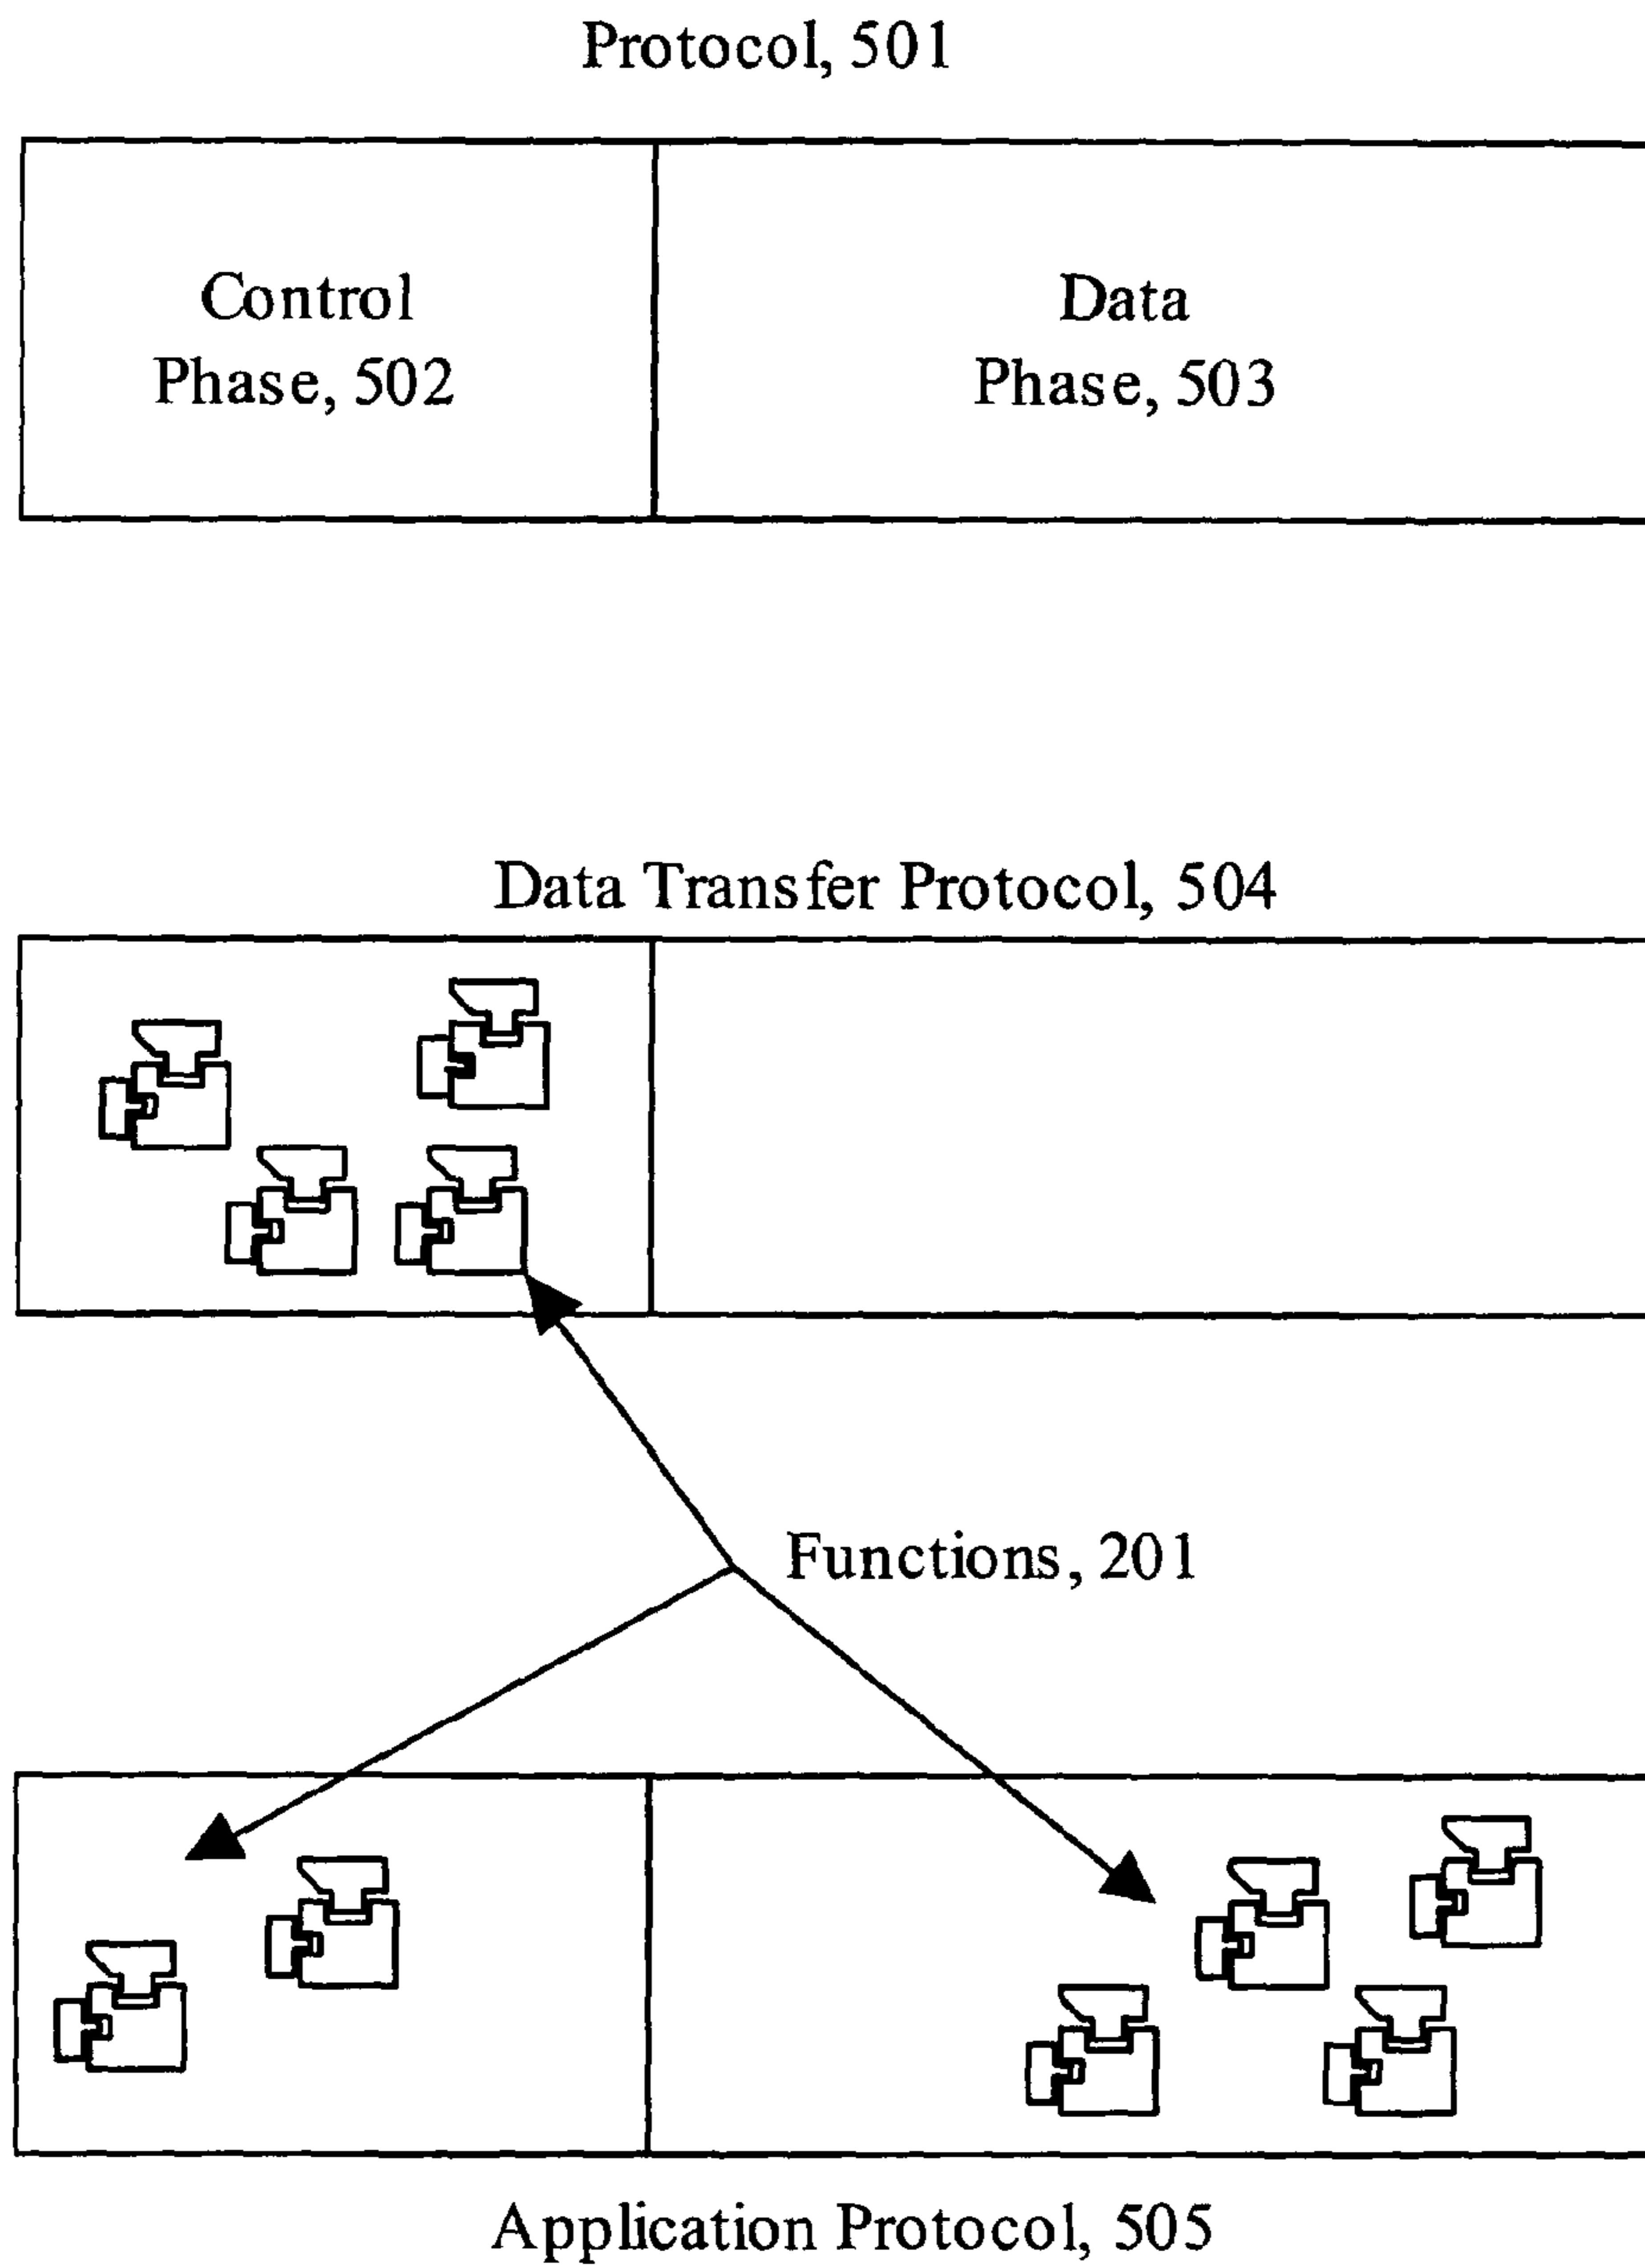 Protocol, 501
Control
Phase, 502
Data
Phase, 503
Data Transfer Protocol, 504
Functions, 201
Application Protocol, 505